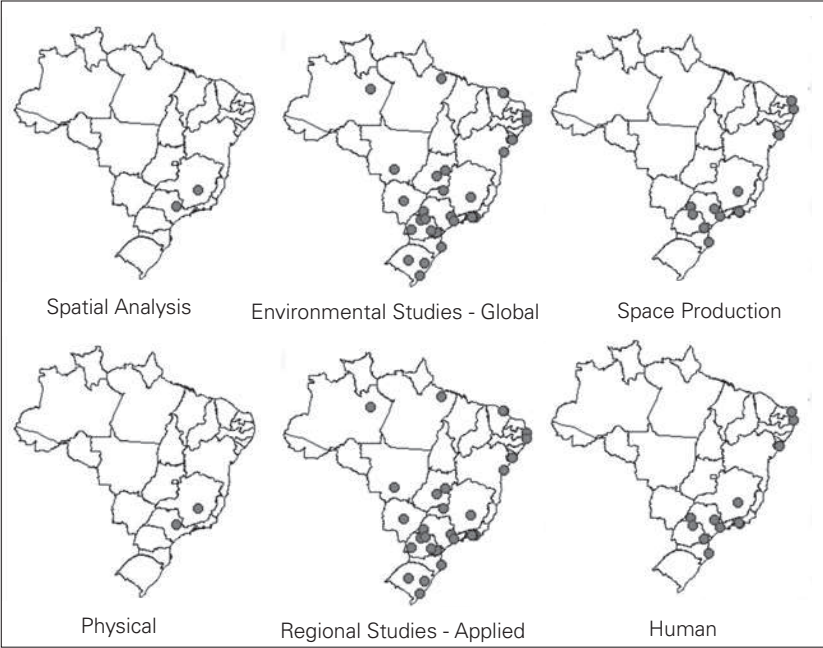 Spatial Analysis
Environmental Studies - Global
Space Production
Physical
Regional Studies - Applied
Human